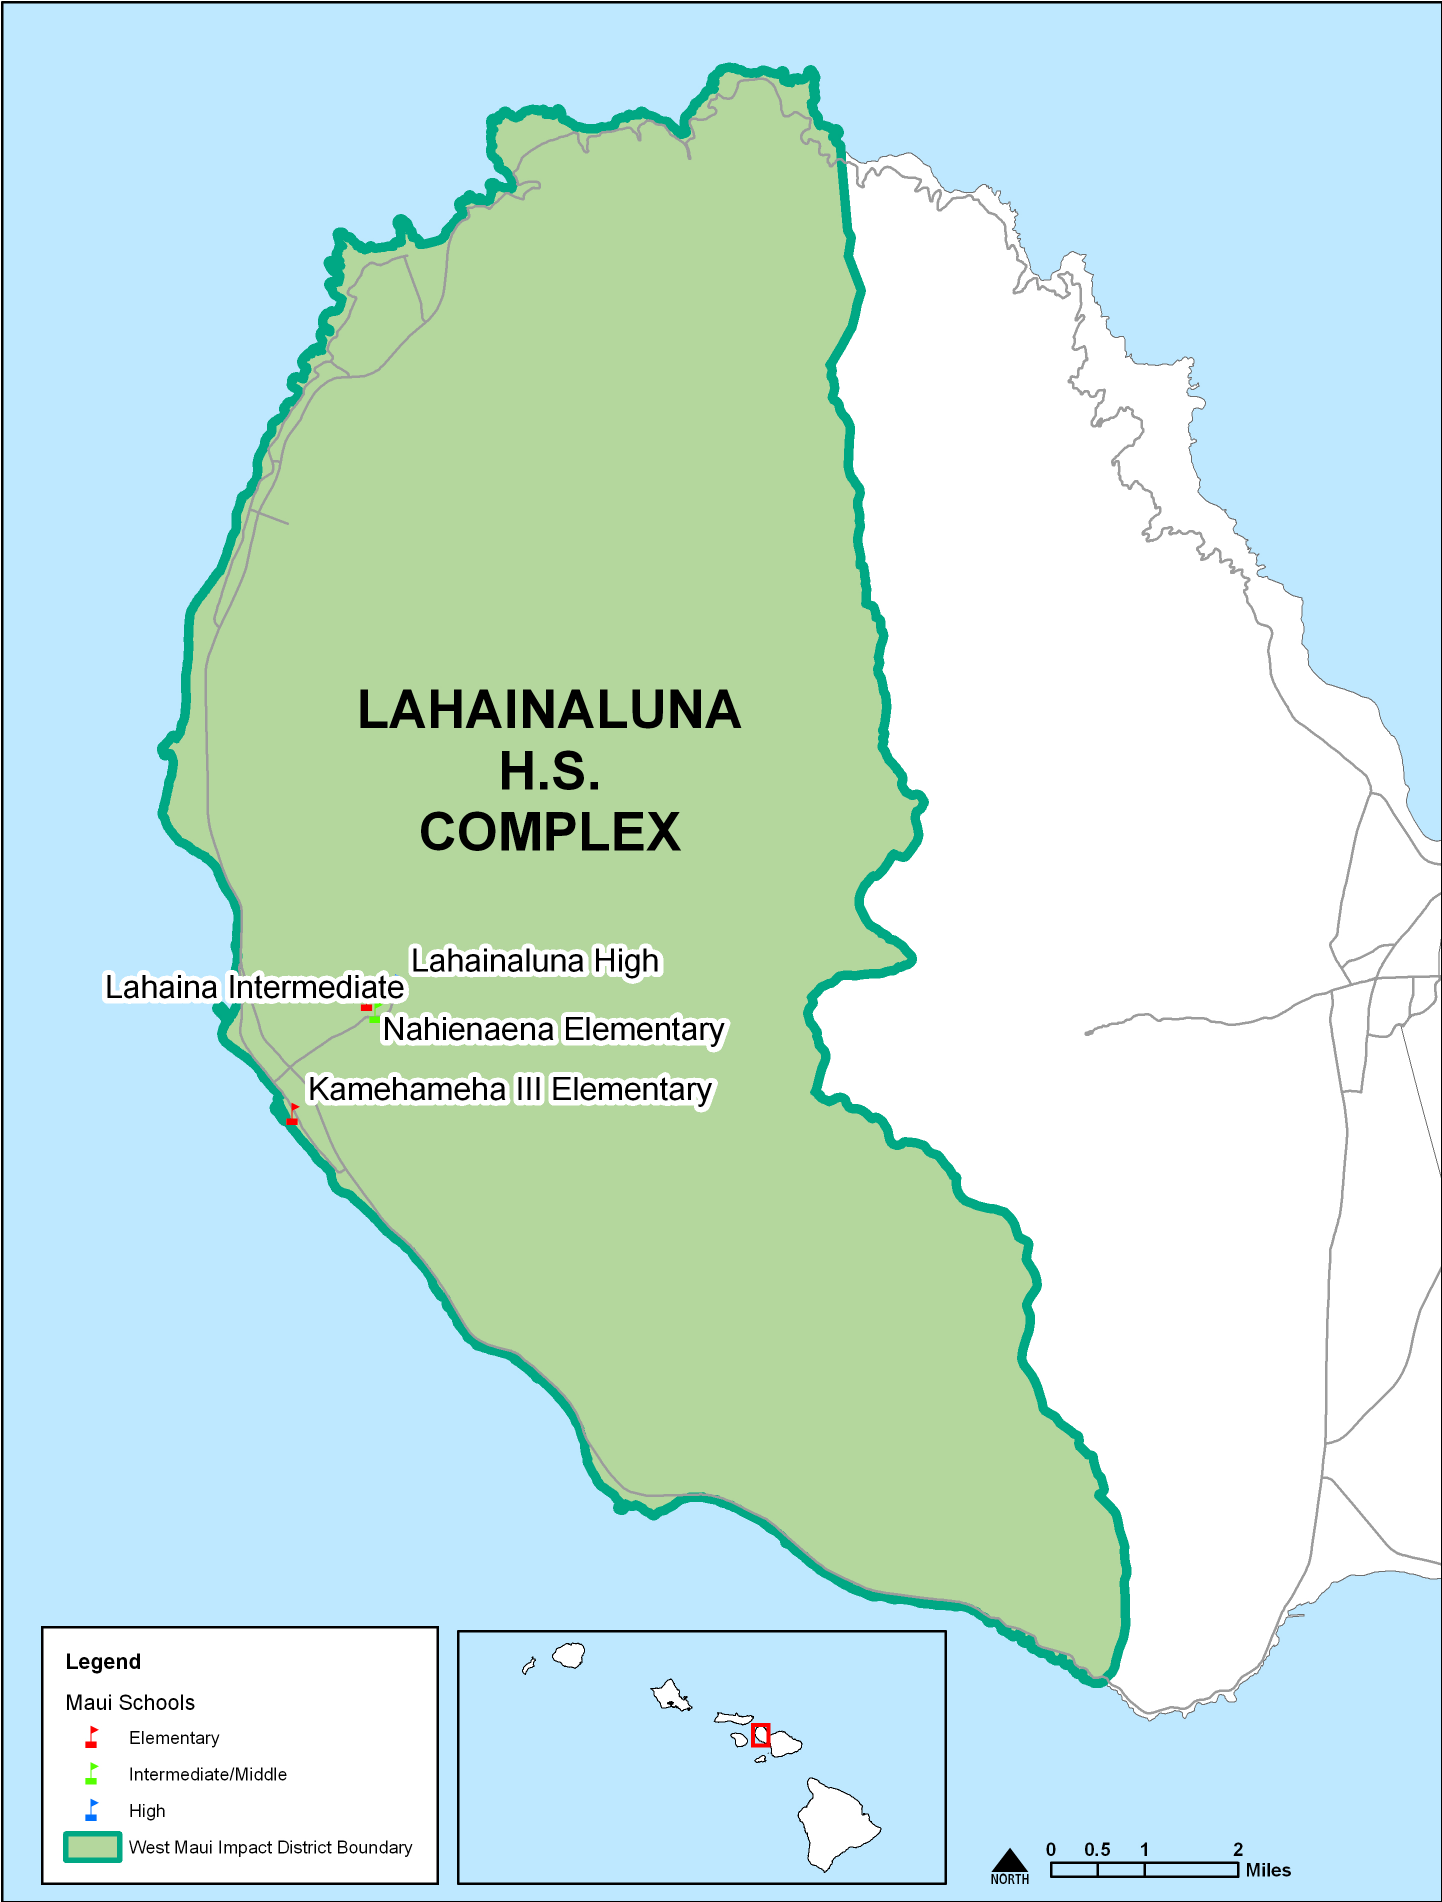 LAHAINALUNA
H.S.
COMPLEX
Lahainaluna High
Lahaina Intermediate
Nahienaena Elementary
Kamehameha III Elementary
Legend
Maui Schools
Elementary
Intermediate/Middle
High
West Maui Impact District Boundary
NORTH
0 0.5 1 2
Miles